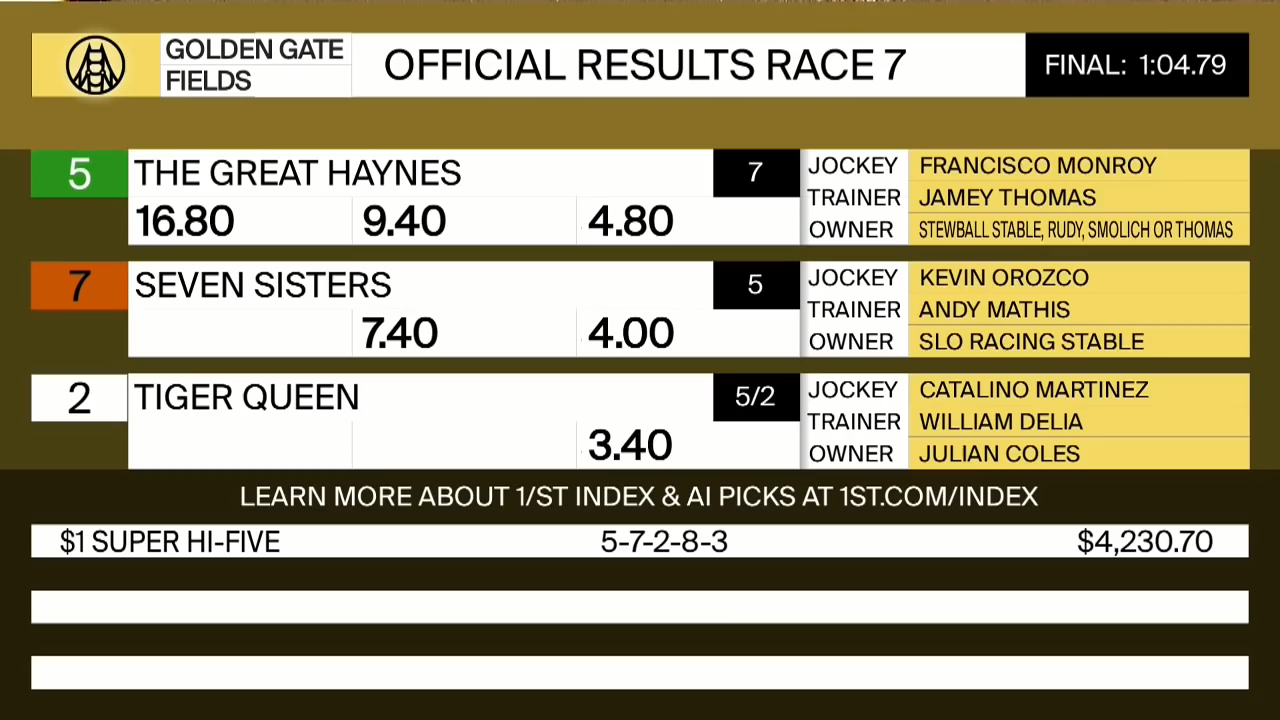 GOLDEN GATE FIELDS
OFFICIAL RESULTS RACE 7
FINAL: 1:04.79
5 THE GREAT HAYNES 7
16.80 9.40 4.80
JOCKEY FRANCISCO MONROY
TRAINER JAMEY THOMAS
OWNER STEWBALL STABLE, RUDY, SMOLICH OR THOMAS
7 SEVEN SISTERS 5
7.40 4.00
JOCKEY KEVIN OROZCO
TRAINER ANDY MATHIS
OWNER SLO RACING STABLE
2 TIGER QUEEN 5/2
3.40
JOCKEY CATALINO MARTINEZ
TRAINER WILLIAM DELIA
OWNER JULIAN COLES
LEARN MORE ABOUT 1/ST INDEX & AI PICKS AT 1ST.COM/INDEX
$1 SUPER HI-FIVE 5-7-2-8-3 $4,230.70